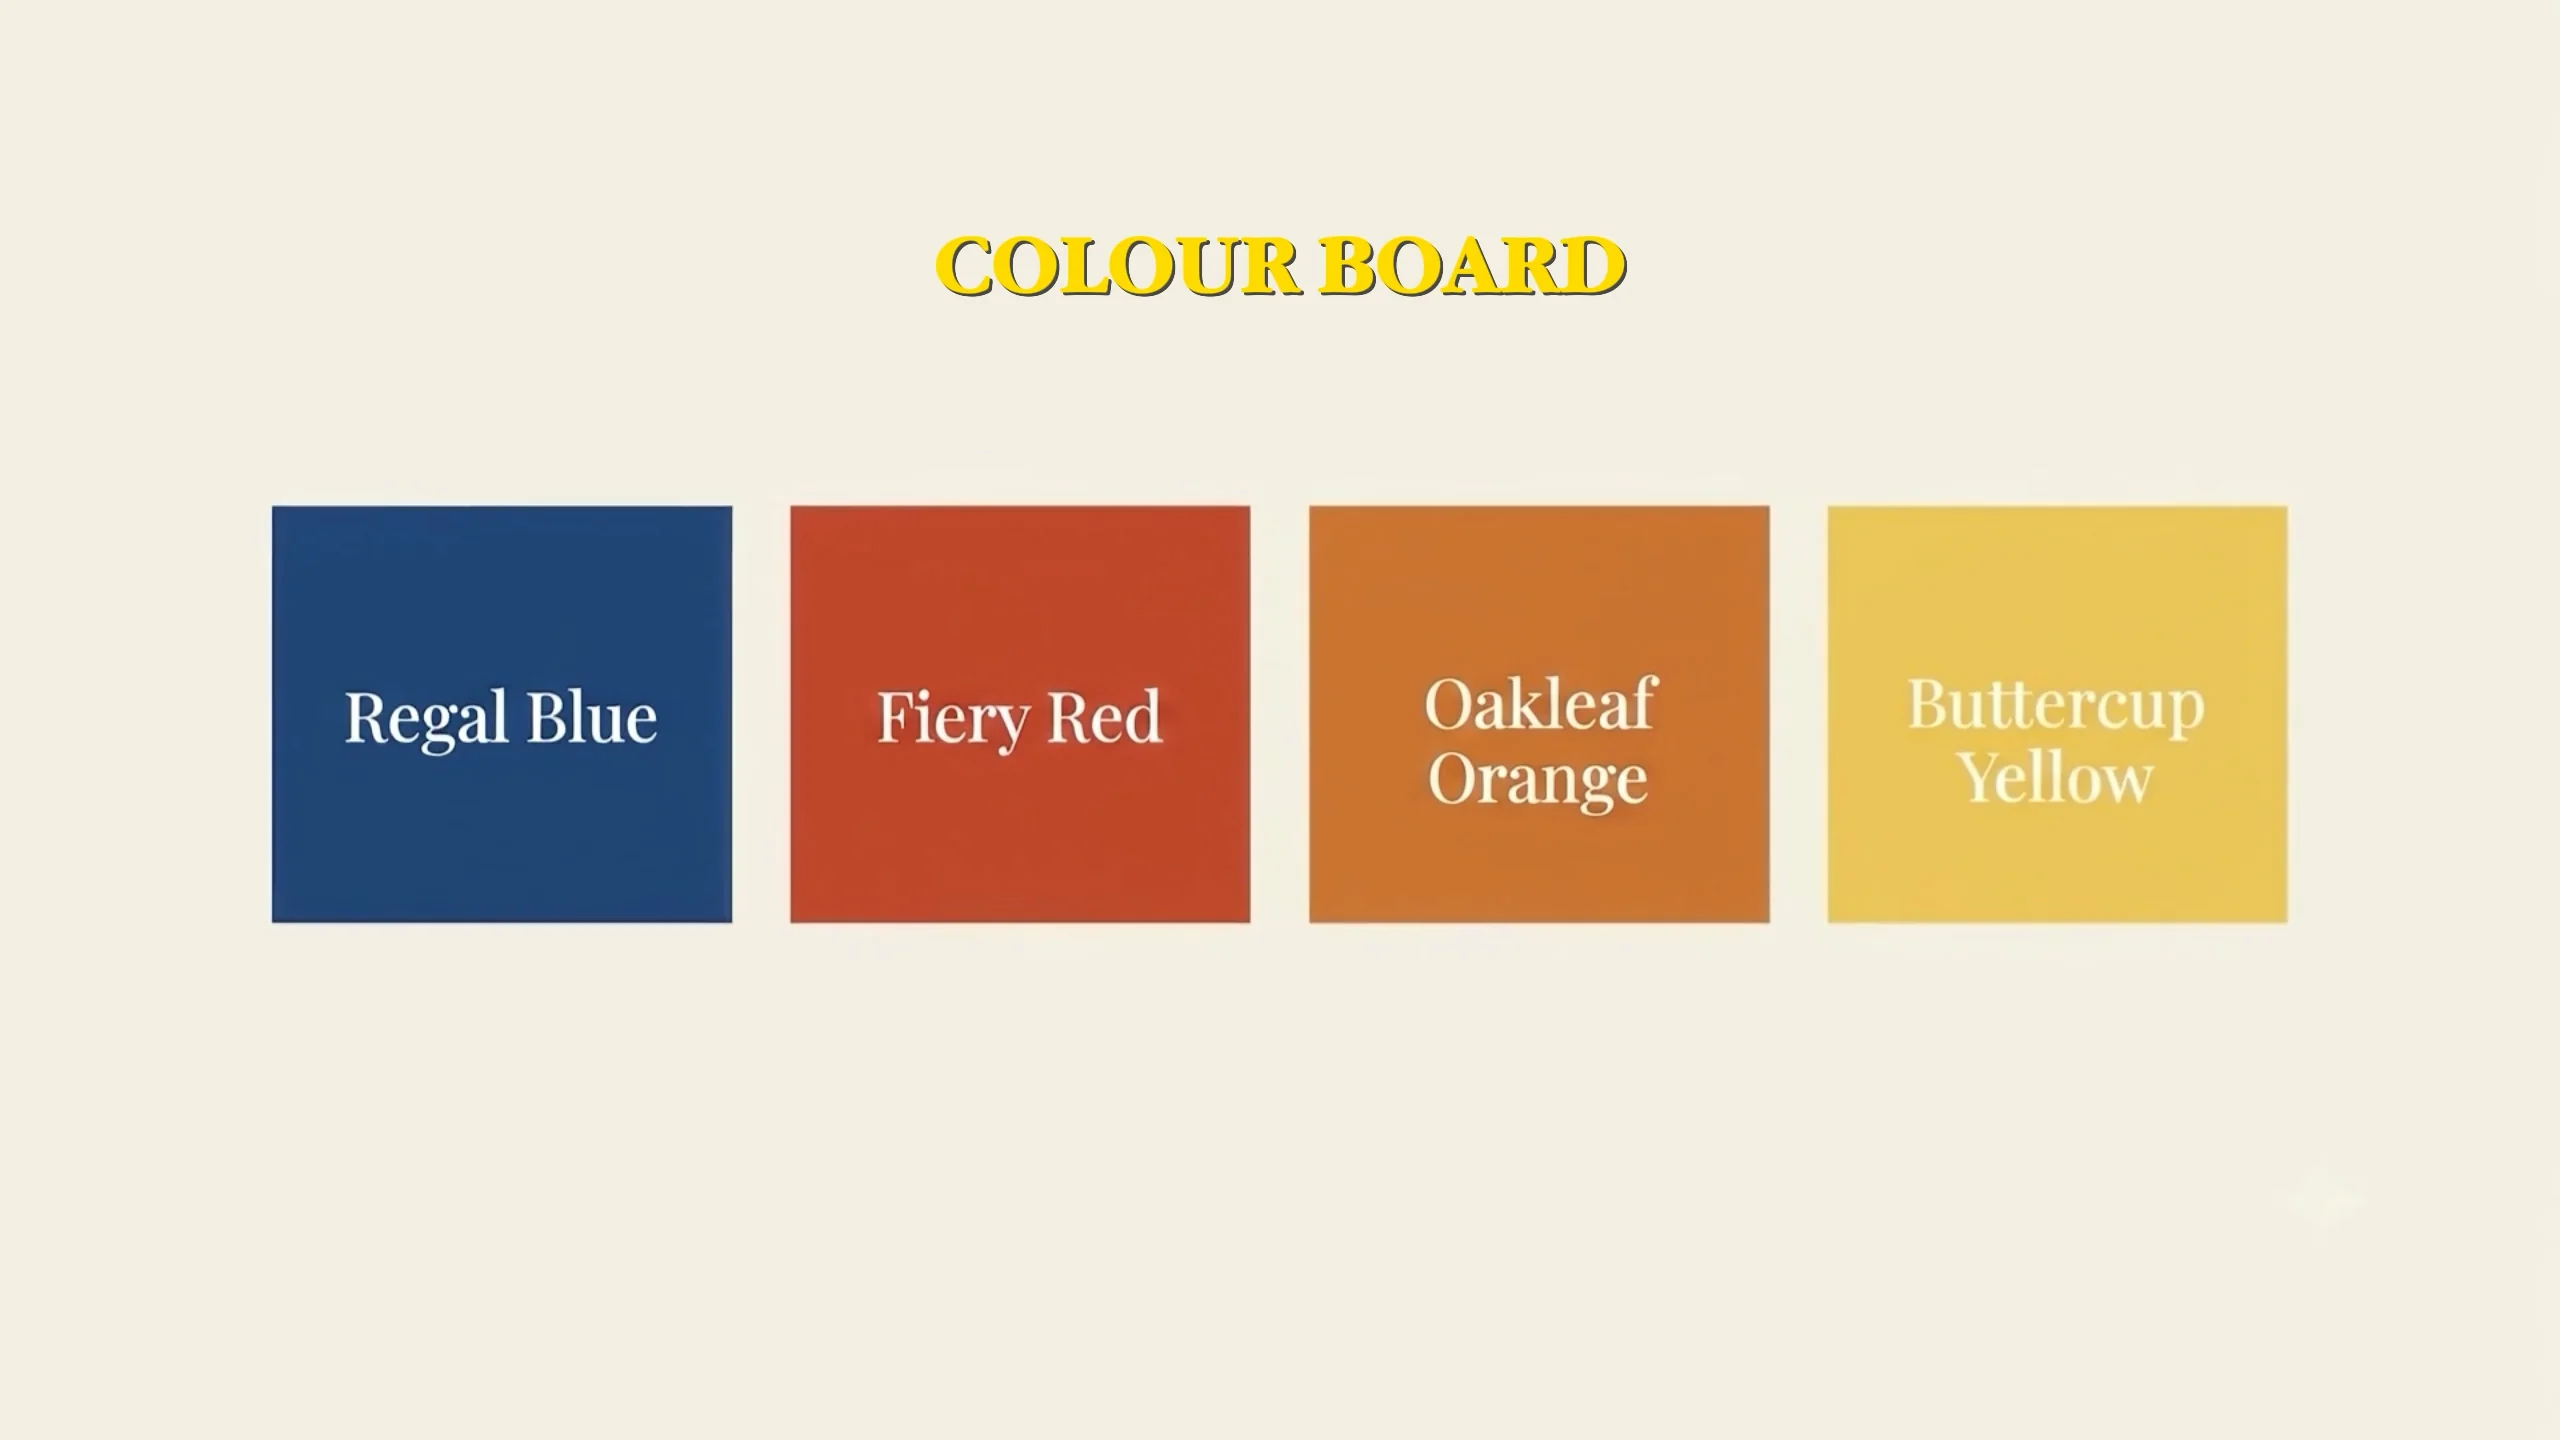 COLOUR BOARD
Regal Blue
Fiery Red
Oakleaf
Orange
Buttercup
Yellow